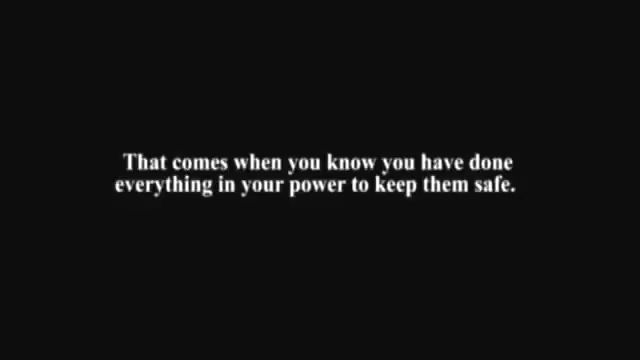 That comes when you know you have done
everything in your power to keep them safe.